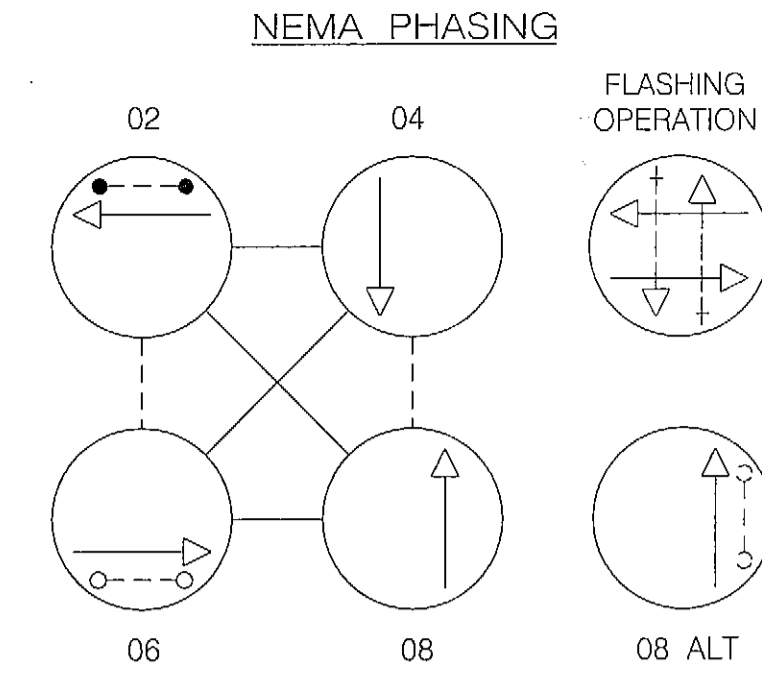 NEMA PHASING
02
04
FLASHING
OPERATION
06
08
08 ALT